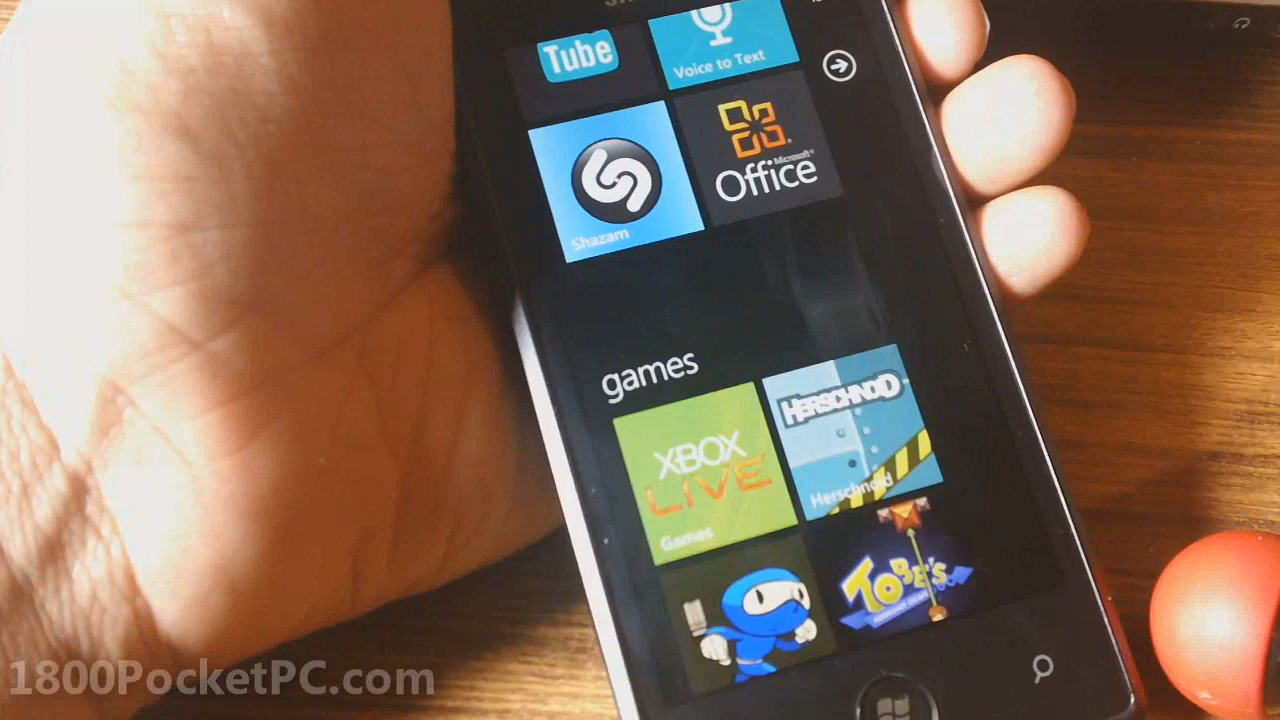 Tube
Voice to Text
Shazam
Microsoft®
Office
games
XBOX
LIVE
Games
HERSCHNOID
Herschnoid
TOBE'S
1800PocketPC.com